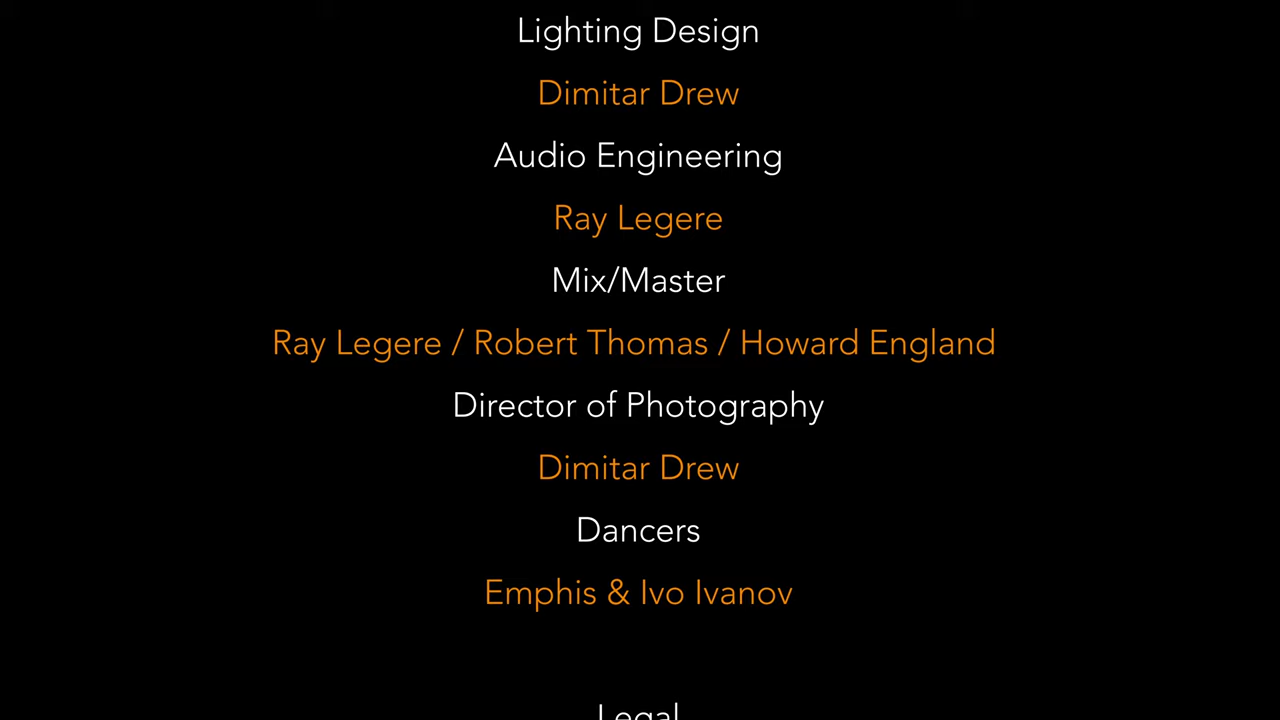 Lighting Design
Dimitar Drew
Audio Engineering
Ray Legere
Mix/Master
Ray Legere / Robert Thomas / Howard England
Director of Photography
Dimitar Drew
Dancers
Emphis & Ivo Ivanov
Legal